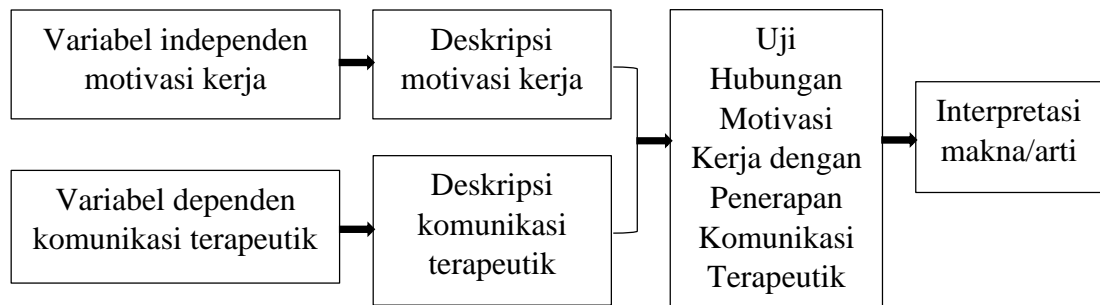 Variabel independen
motivasi kerja
Deskripsi
motivasi kerja
Variabel dependen
komunikasi terapeutik
Deskripsi
komunikasi
terapeutik
Uji
Hubungan
Motivasi
Kerja dengan
Penerapan
Komunikasi
Terapeutik
Interpretasi
makna/arti